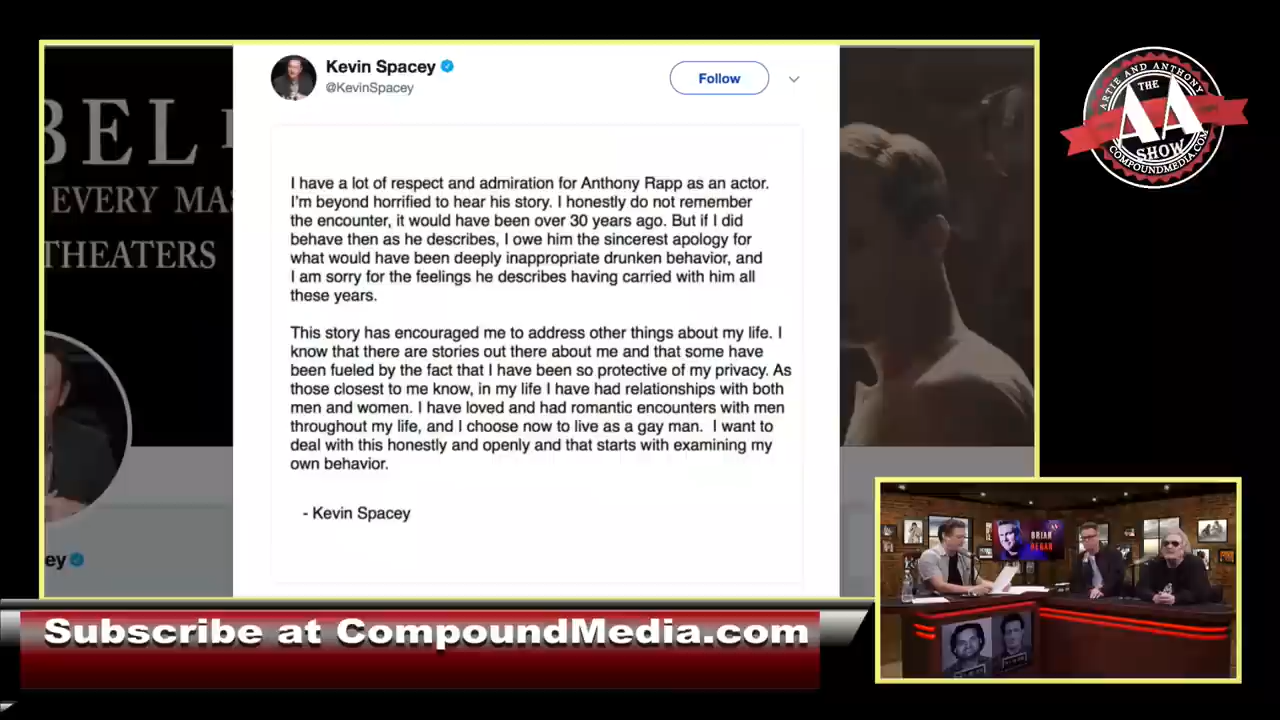 Kevin Spacey
@KevinSpacey
Follow
I have a lot of respect and admiration for Anthony Rapp as an actor.
I'm beyond horrified to hear his story. I honestly do not remember
the encounter, it would have been over 30 years ago. But if I did
behave then as he describes, I owe him the sincerest apology for
what would have been deeply inappropriate drunken behavior, and
I am sorry for the feelings he describes having carried with him all
these years.
This story has encouraged me to address other things about my life. I
know that there are stories out there about me and that some have
been fueled by the fact that I have been so protective of my privacy. As
those closest to me know, in my life I have had relationships with both
men and women. I have loved and had romantic encounters with men
throughout my life, and I choose now to live as a gay man. I want to
deal with this honestly and openly and that starts with examining my
own behavior.
- Kevin Spacey
BEL
EVERY MA
THEATERS
ey
ARTIE AND ANTHONY
THE
AA
SHOW
COMPOUNDMEDIA.COM
BRIAN
REGAN
Subscribe at CompoundMedia.com